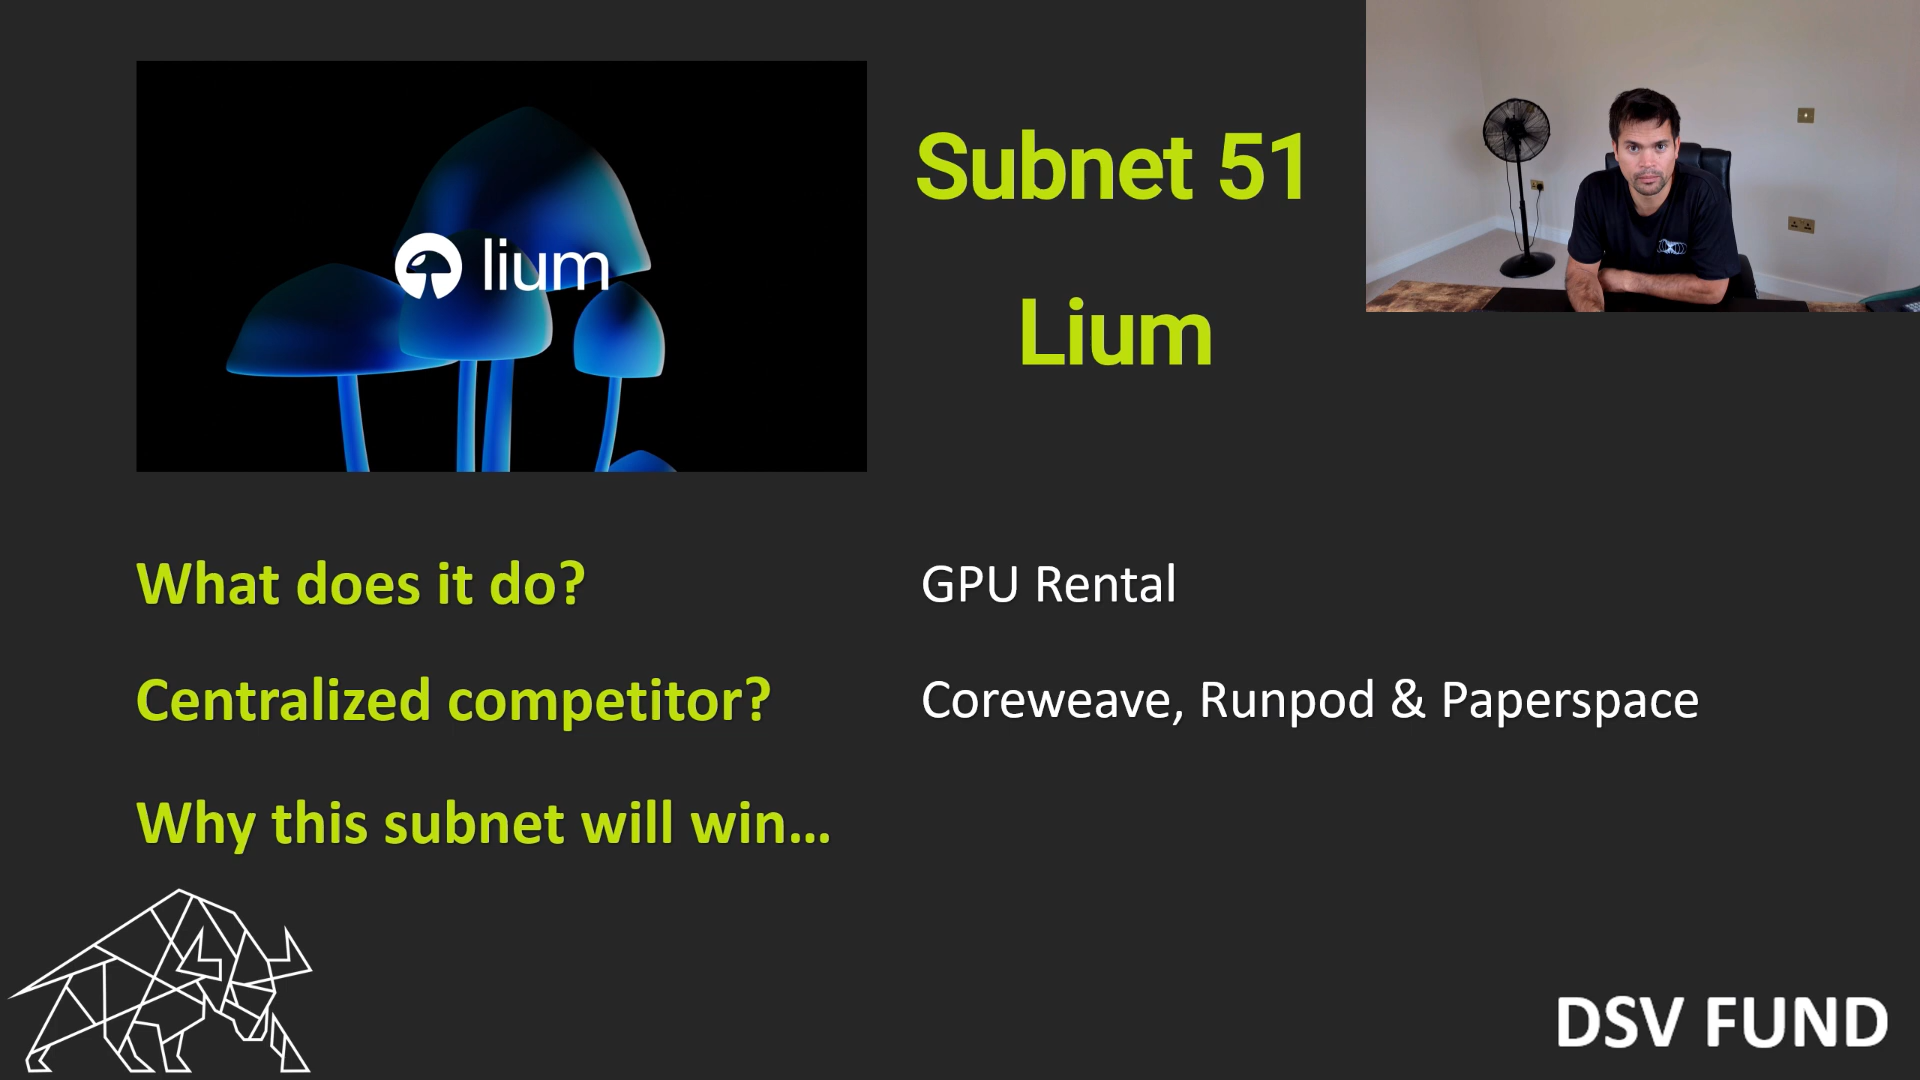 lium
Subnet 51
Lium
What does it do?
GPU Rental
Centralized competitor?
Coreweave, Runpod & Paperspace
Why this subnet will win...
DSV FUND